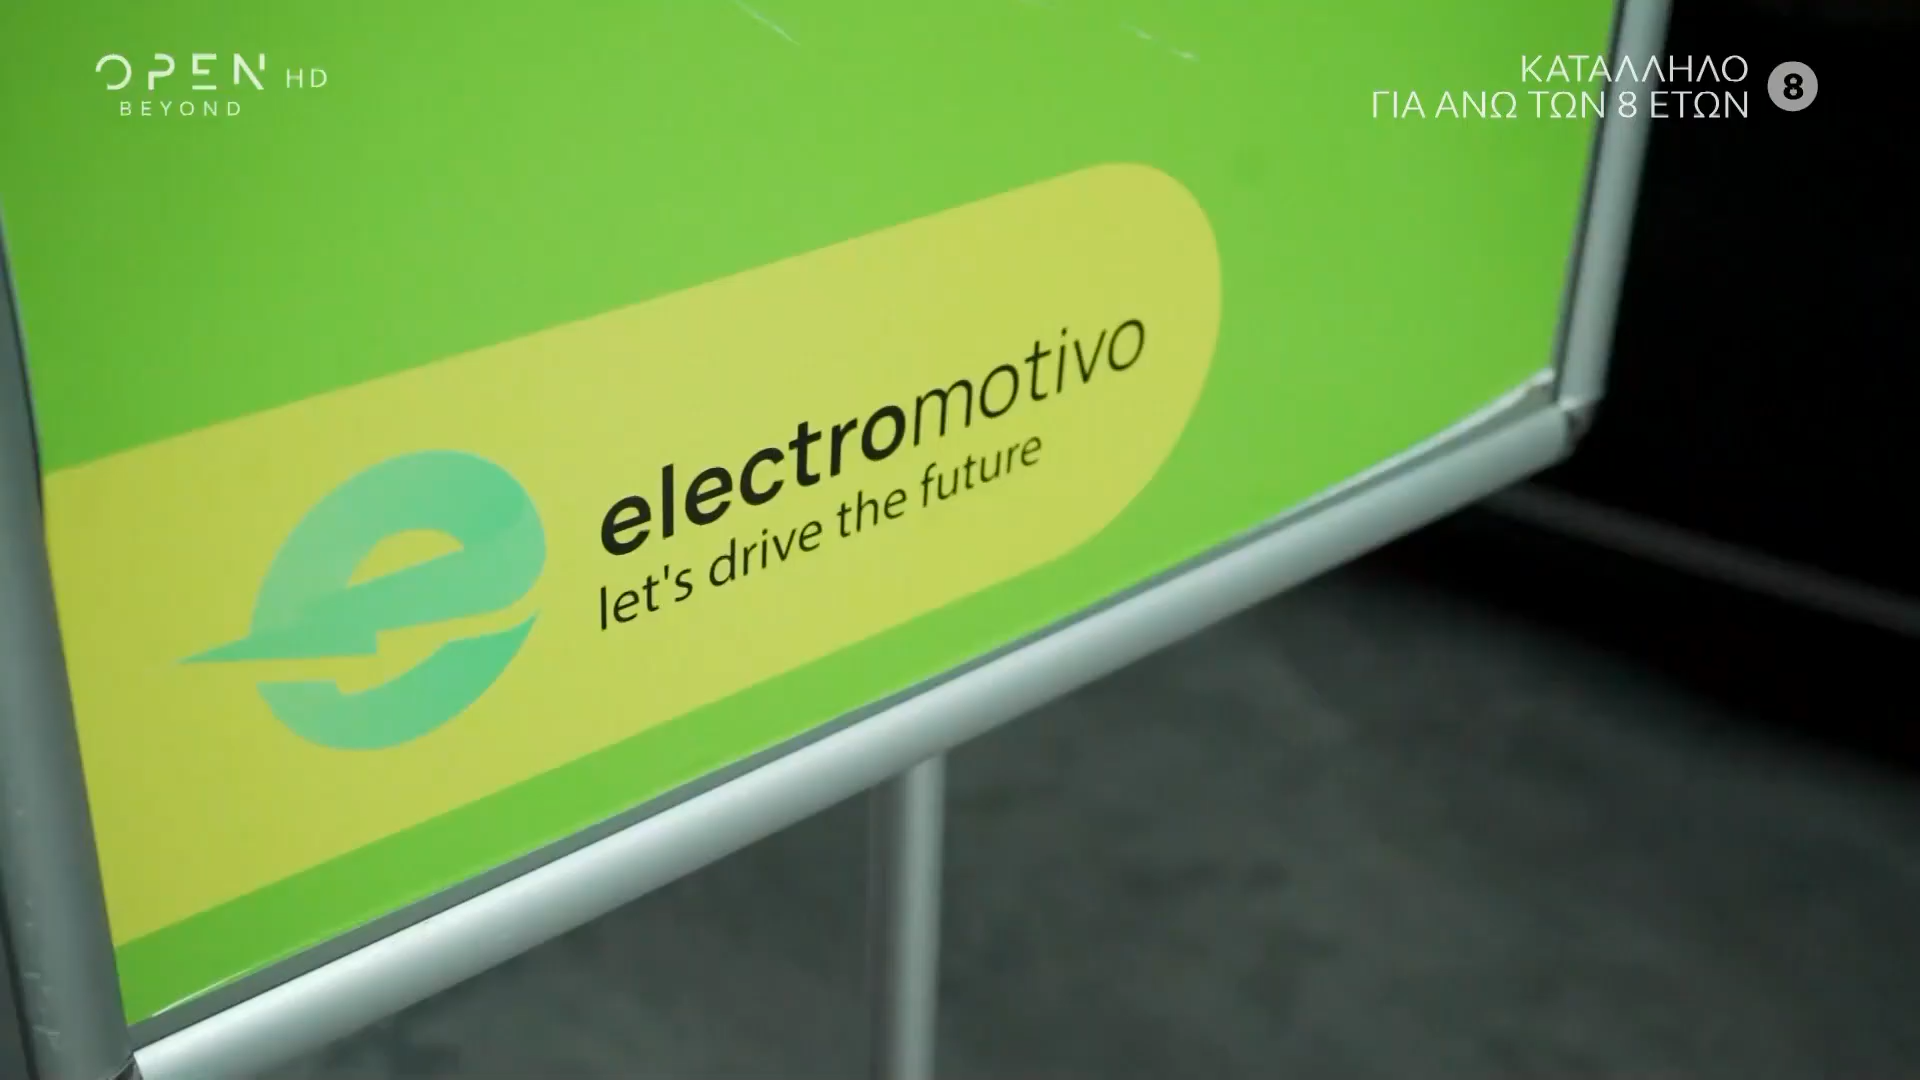 OPEN HD
BEYOND
ΚΑΤΑΛΛΗΛΟ
ΓΙΑ ΑΝΩ ΤΩΝ 8 ΕΤΩΝ
8
electromotivo
let's drive the future